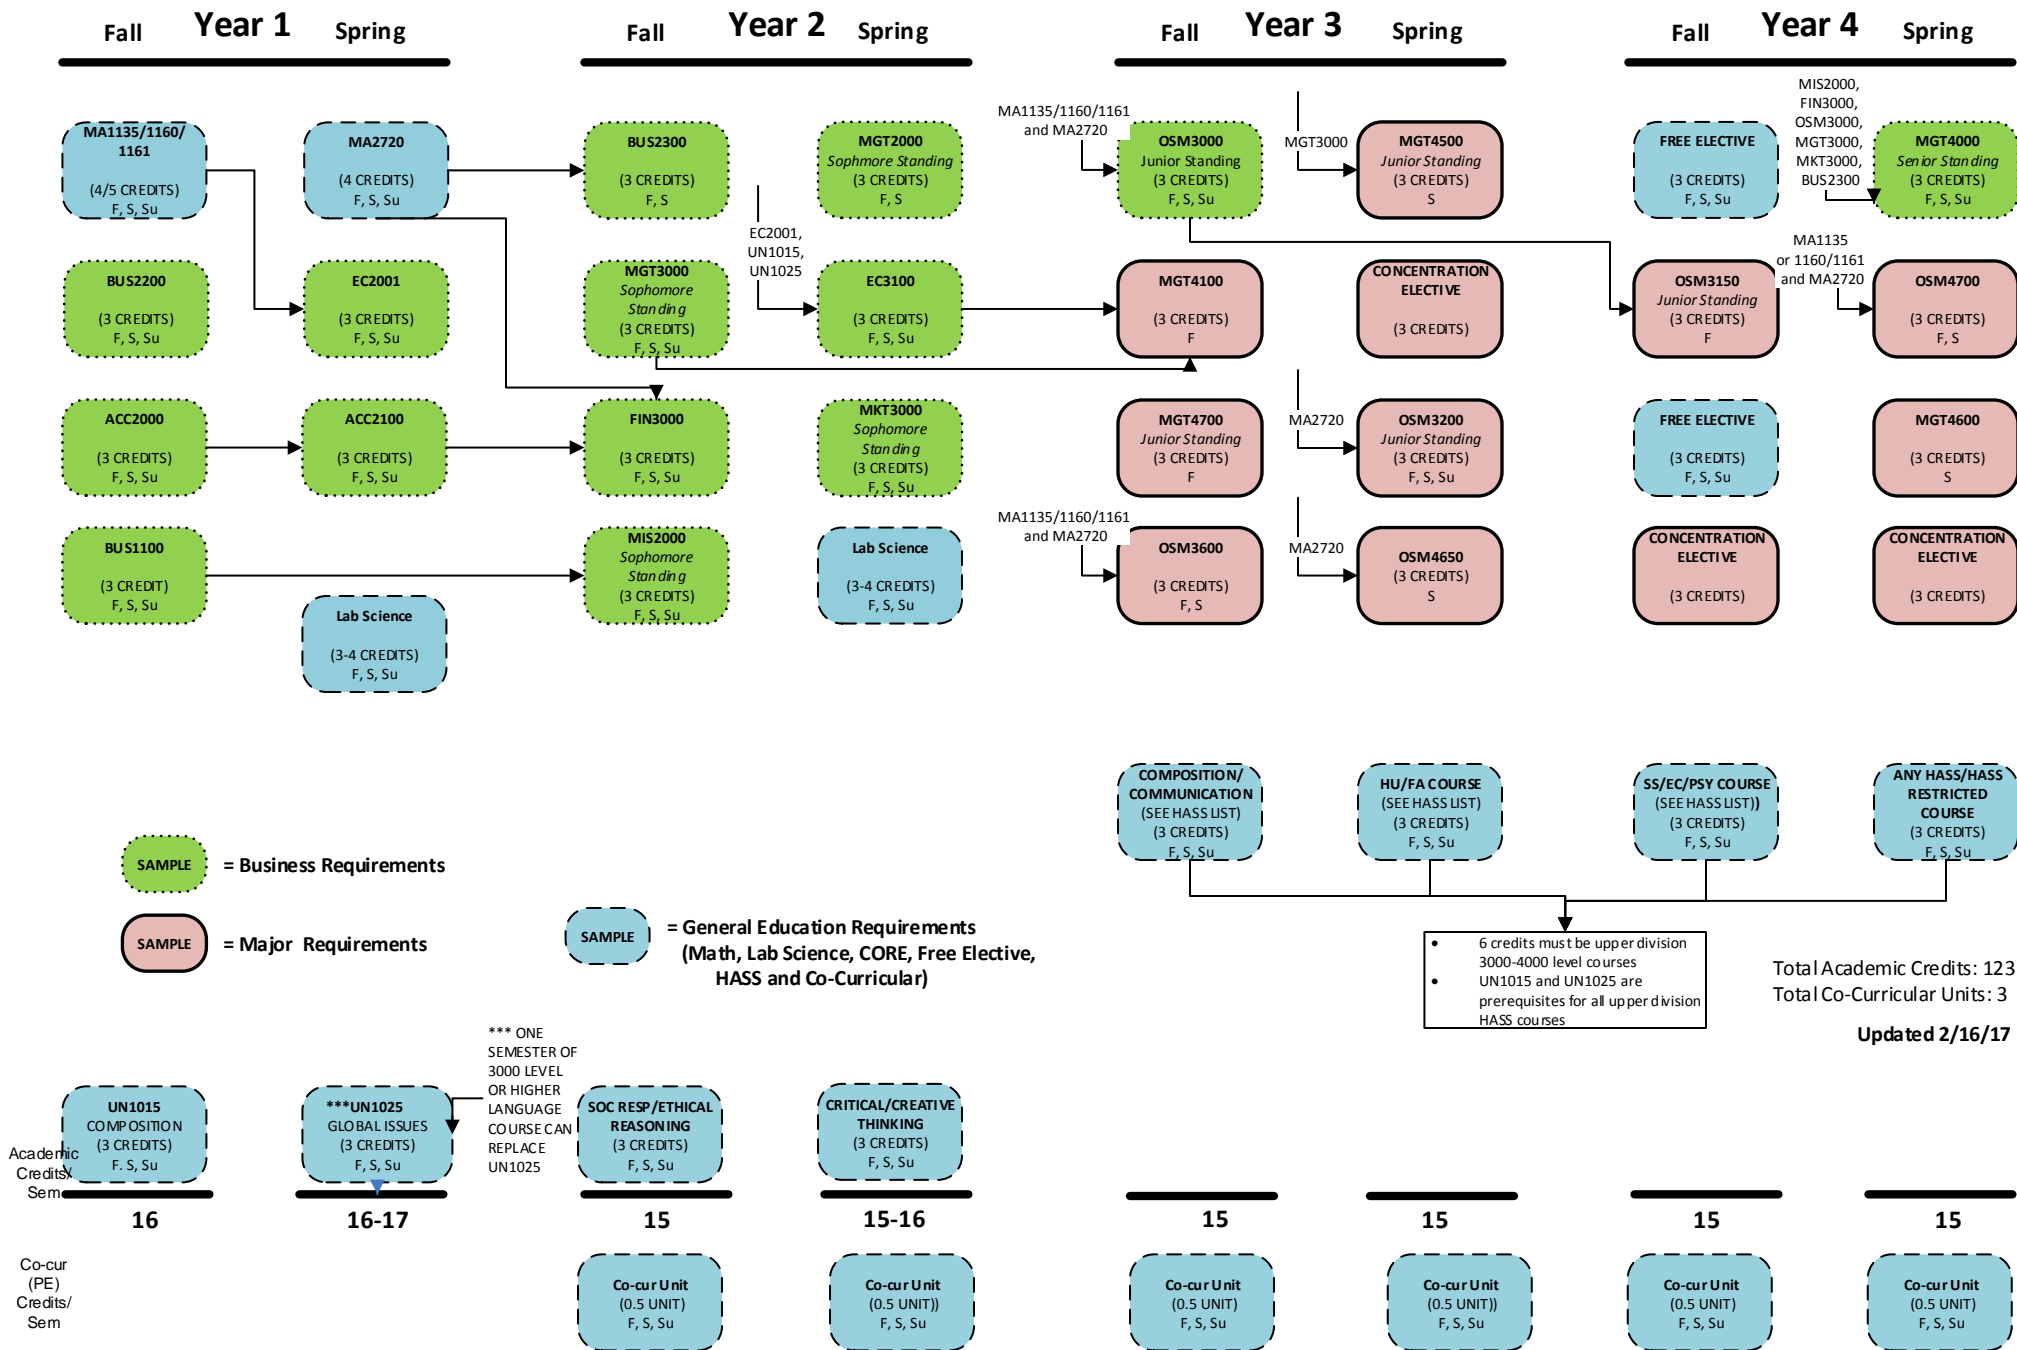 Fall Year 1 Spring
Fall Year 2 Spring
Fall Year 3 Spring
Fall Year 4 Spring
MA1135/1160/
1161
(4/5 CREDITS)
F, S, Su
MA2720
(4 CREDITS)
F, S, Su
BUS2300
(3 CREDITS)
F, S
MGT2000
Sophmore Standing
(3 CREDITS)
F, S
MA1135/1160/1161
and MA2720
OSM3000
Junior Standing
(3 CREDITS)
F, S, Su
MGT3000
MGT4500
Junior Standing
(3 CREDITS)
S
FREE ELECTIVE
(3 CREDITS)
F, S, Su
MIS2000,
FIN3000,
OSM3000,
MGT3000,
MKT3000,
BUS2300
MGT4000
Senior Standing
(3 CREDITS)
F, S, Su
BUS2200
(3 CREDITS)
F, S, Su
EC2001
(3 CREDITS)
F, S, Su
MGT3000
Sophomore
Standing
(3 CREDITS)
F, S, Su
EC2001,
UN1015,
UN1025
EC3100
(3 CREDITS)
F, S, Su
MGT4100
(3 CREDITS)
F
CONCENTRATION
ELECTIVE
(3 CREDITS)
OSM3150
Junior Standing
(3 CREDITS)
F
MA1135
or 1160/1161
and MA2720
OSM4700
(3 CREDITS)
F, S
ACC2000
(3 CREDITS)
F, S, Su
ACC2100
(3 CREDITS)
F, S, Su
FIN3000
(3 CREDITS)
F, S, Su
MKT3000
Sophomore
Standing
(3 CREDITS)
F, S, Su
MGT4700
Junior Standing
(3 CREDITS)
F
MA2720
OSM3200
Junior Standing
(3 CREDITS)
F, S, Su
FREE ELECTIVE
(3 CREDITS)
F, S, Su
MGT4600
(3 CREDITS)
S
BUS1100
(3 CREDIT)
F, S, Su
Lab Science
(3-4 CREDITS)
F, S, Su
MIS2000
Sophomore
Standing
(3 CREDITS)
F, S, Su
Lab Science
(3-4 CREDITS)
F, S, Su
MA1135/1160/1161
and MA2720
OSM3600
(3 CREDITS)
F, S
MA2720
OSM4650
(3 CREDITS)
S
CONCENTRATION
ELECTIVE
(3 CREDITS)
CONCENTRATION
ELECTIVE
(3 CREDITS)
COMPOSITION/
COMMUNICATION
(SEE HASS LIST)
(3 CREDITS)
F, S, Su
HU/FA COURSE
(SEE HASS LIST)
(3 CREDITS)
F, S, Su
SS/EC/PSY COURSE
(SEE HASS LIST))
(3 CREDITS)
F, S, Su
ANY HASS/HASS
RESTRICTED
COURSE
(3 CREDITS)
F, S, Su
SAMPLE = Business Requirements
SAMPLE = Major Requirements
SAMPLE = General Education Requirements
(Math, Lab Science, CORE, Free Elective,
HASS and Co-Curricular)
• 6 credits must be upper division
3000-4000 level courses
• UN1015 and UN1025 are
prerequisites for all upper division
HASS courses
Total Academic Credits: 123
Total Co-Curricular Units: 3
Updated 2/16/17
UN1015
COMPOSITION
(3 CREDITS)
F. S, Su
***UN1025
GLOBAL ISSUES
(3 CREDITS)
F, S, Su
*** ONE
SEMESTER OF
3000 LEVEL
OR HIGHER
LANGUAGE
COURSE CAN
REPLACE
UN1025
SOC RESP/ETHICAL
REASONING
(3 CREDITS)
F, S, Su
CRITICAL/CREATIVE
THINKING
(3 CREDITS)
F, S, Su
Academic
Credits/
Sem
16 16-17 15 15-16 15 15 15 15
Co-cur
(PE)
Credits/
Sem
Co-cur Unit
(0.5 UNIT)
F, S, Su
Co-cur Unit
(0.5 UNIT))
F, S, Su
Co-cur Unit
(0.5 UNIT)
F, S, Su
Co-cur Unit
(0.5 UNIT))
F, S, Su
Co-cur Unit
(0.5 UNIT)
F, S, Su
Co-cur Unit
(0.5 UNIT)
F, S, Su